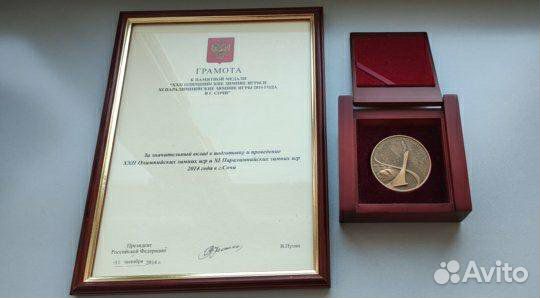 ГРАМОТА
К ПАМЯТНОЙ МЕДАЛИ
"XXII ОЛИМПИЙСКИЕ ЗИМНИЕ ИГРЫ И
XI ПАРАЛИМПИЙСКИЕ ЗИМНИЕ ИГРЫ 2014 ГОДА
В Г. СОЧИ"
За значительный вклад в подготовку и проведение
XXII Олимпийских зимних игр и XI Паралимпийских зимних игр
2014 года в г.Сочи
Президент
Российской Федерации
В.Путин
2014 г.
Avito